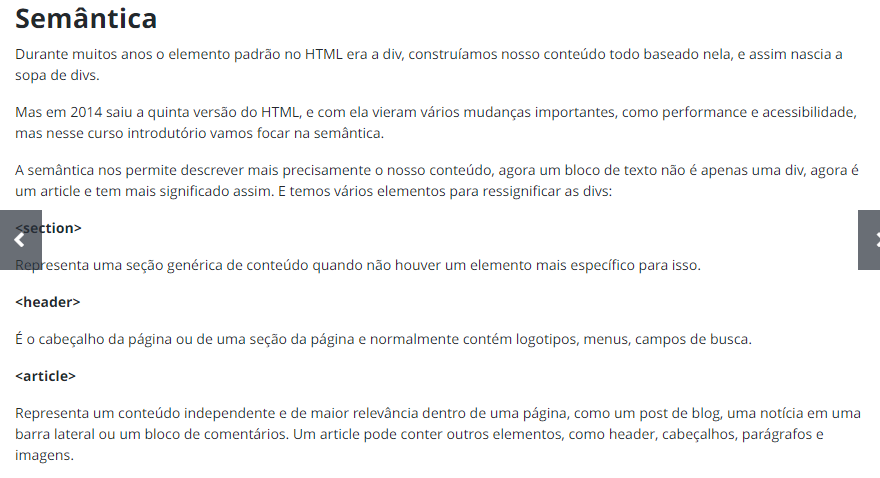 Semântica
Durante muitos anos o elemento padrão no HTML era a div, construíamos nosso conteúdo todo baseado nela, e assim nascia a
sopa de divs.
Mas em 2014 saiu a quinta versão do HTML, e com ela vieram vários mudanças importantes, como performance e acessibilidade,
mas nesse curso introdutório vamos focar na semântica.
A semântica nos permite descrever mais precisamente o nosso conteúdo, agora um bloco de texto não é apenas uma div, agora é
um article e tem mais significado assim. E temos vários elementos para ressignificar as divs:
<section>
Representa uma seção genérica de conteúdo quando não houver um elemento mais específico para isso.
<header>
É o cabeçalho da página ou de uma seção da página e normalmente contém logotipos, menus, campos de busca.
<article>
Representa um conteúdo independente e de maior relevância dentro de uma página, como um post de blog, uma notícia em uma
barra lateral ou um bloco de comentários. Um article pode conter outros elementos, como header, cabeçalhos, parágrafos e
imagens.